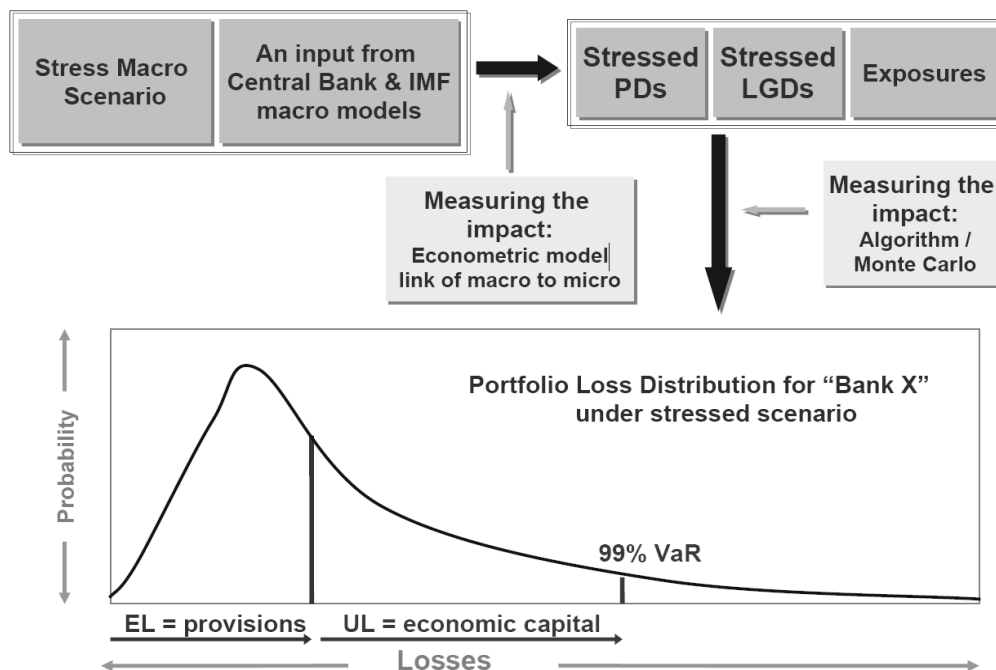 Stress Macro
Scenario
An input from
Central Bank & IMF
macro models
Stressed
PDs
Stressed
LGDs
Exposures
Measuring the
impact:
Econometric model
link of macro to micro
Measuring the
impact:
Algorithm /
Monte Carlo
Probability
Portfolio Loss Distribution for “Bank X”
under stressed scenario
99% VaR
EL = provisions
UL = economic capital
Losses